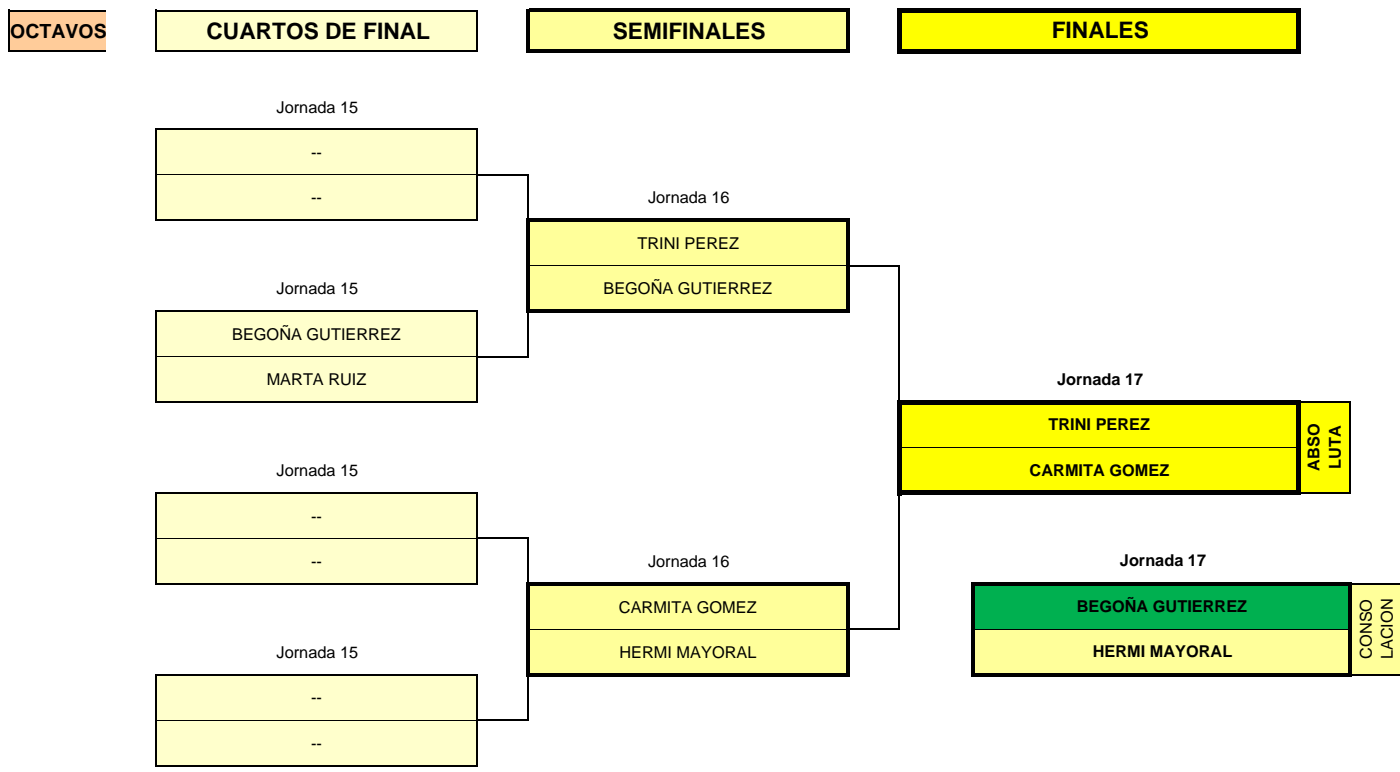 OCTAVOS
CUARTOS DE FINAL
SEMIFINALES
FINALES
Jornada 15
--
--
Jornada 16
TRINI PEREZ
BEGOÑA GUTIERREZ
Jornada 15
BEGOÑA GUTIERREZ
MARTA RUIZ
Jornada 17
TRINI PEREZ
CARMITA GOMEZ
ABSO
LUTA
Jornada 15
--
--
Jornada 16
CARMITA GOMEZ
HERMI MAYORAL
Jornada 17
BEGOÑA GUTIERREZ
HERMI MAYORAL
CONSO
LACION
Jornada 15
--
--